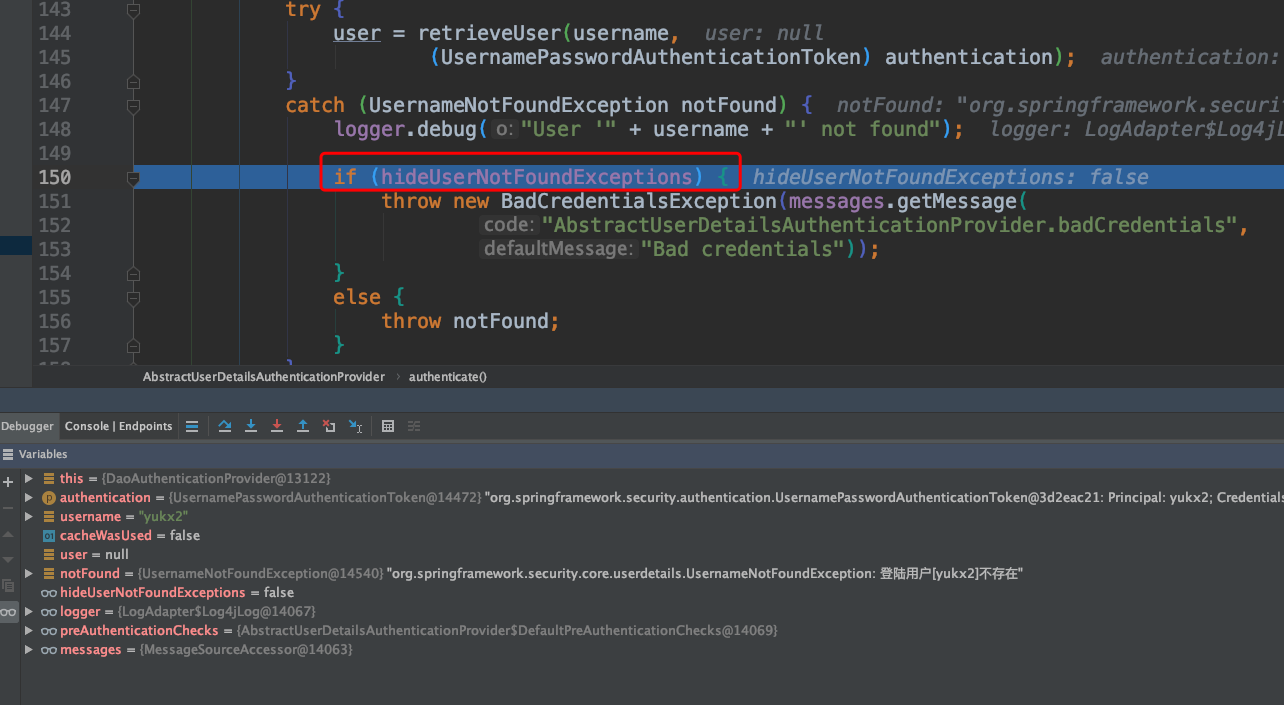 143 try {
144 user = retrieveUser(username, user: null
145 (UsernamePasswordAuthenticationToken) authentication); authentication:
146 }
147 catch (UsernameNotFoundException notFound) { notFound: "org.springframework.securi
148 logger.debug( o: "User '" + username + "' not found"); logger: LogAdapter$Log4jL
149
150 if (hideUserNotFoundExceptions) { hideUserNotFoundExceptions: false
151 throw new BadCredentialsException(messages.getMessage(
152 code: "AbstractUserDetailsAuthenticationProvider.badCredentials",
153 defaultMessage: "Bad credentials"));
154 }
155 else {
156 throw notFound;
157 }
AbstractUserDetailsAuthenticationProvider › authenticate()
Debugger Console | Endpoints
Variables
this = {DaoAuthenticationProvider@13122}
authentication = {UsernamePasswordAuthenticationToken@14472} "org.springframework.security.authentication.UsernamePasswordAuthenticationToken@3d2eac21: Principal: yukx2; Credentials
username = "yukx2"
cacheWasUsed = false
user = null
notFound = {UsernameNotFoundException@14540} "org.springframework.security.core.userdetails.UsernameNotFoundException: 登陆用户[yukx2]不存在"
hideUserNotFoundExceptions = false
logger = {LogAdapter$Log4jLog@14067}
preAuthenticationChecks = {AbstractUserDetailsAuthenticationProvider$DefaultPreAuthenticationChecks@14069}
messages = {MessageSourceAccessor@14063}